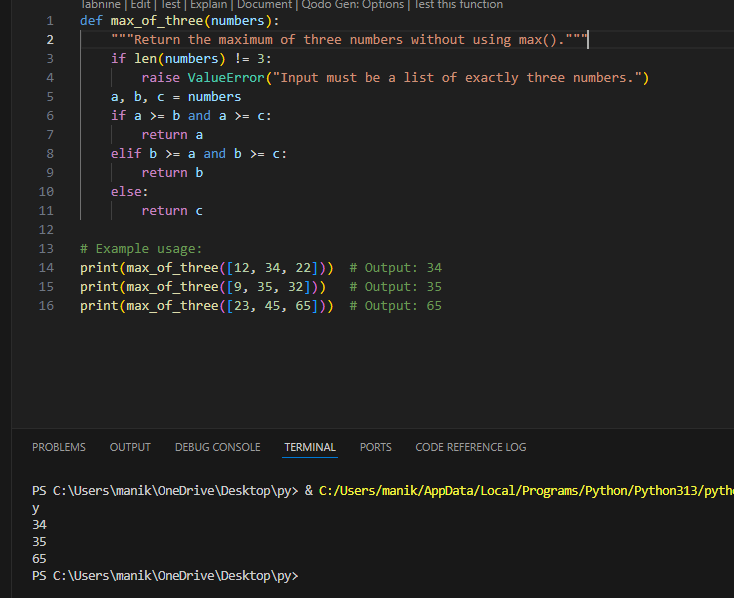 Tabnine | Edit | Test | Explain | Document | Qodo Gen: Options | Test this function
1 def max_of_three(numbers):
2     """Return the maximum of three numbers without using max()."""
3     if len(numbers) != 3:
4         raise ValueError("Input must be a list of exactly three numbers.")
5     a, b, c = numbers
6     if a >= b and a >= c:
7         return a
8     elif b >= a and b >= c:
9         return b
10     else:
11         return c
12
13 # Example usage:
14 print(max_of_three([12, 34, 22]))  # Output: 34
15 print(max_of_three([9, 35, 32]))   # Output: 35
16 print(max_of_three([23, 45, 65]))  # Output: 65
PROBLEMS OUTPUT DEBUG CONSOLE TERMINAL PORTS CODE REFERENCE LOG
PS C:\Users\manik\OneDrive\Desktop\py> & C:/Users/manik/AppData/Local/Programs/Python/Python313/pyth
y
34
35
65
PS C:\Users\manik\OneDrive\Desktop\py>